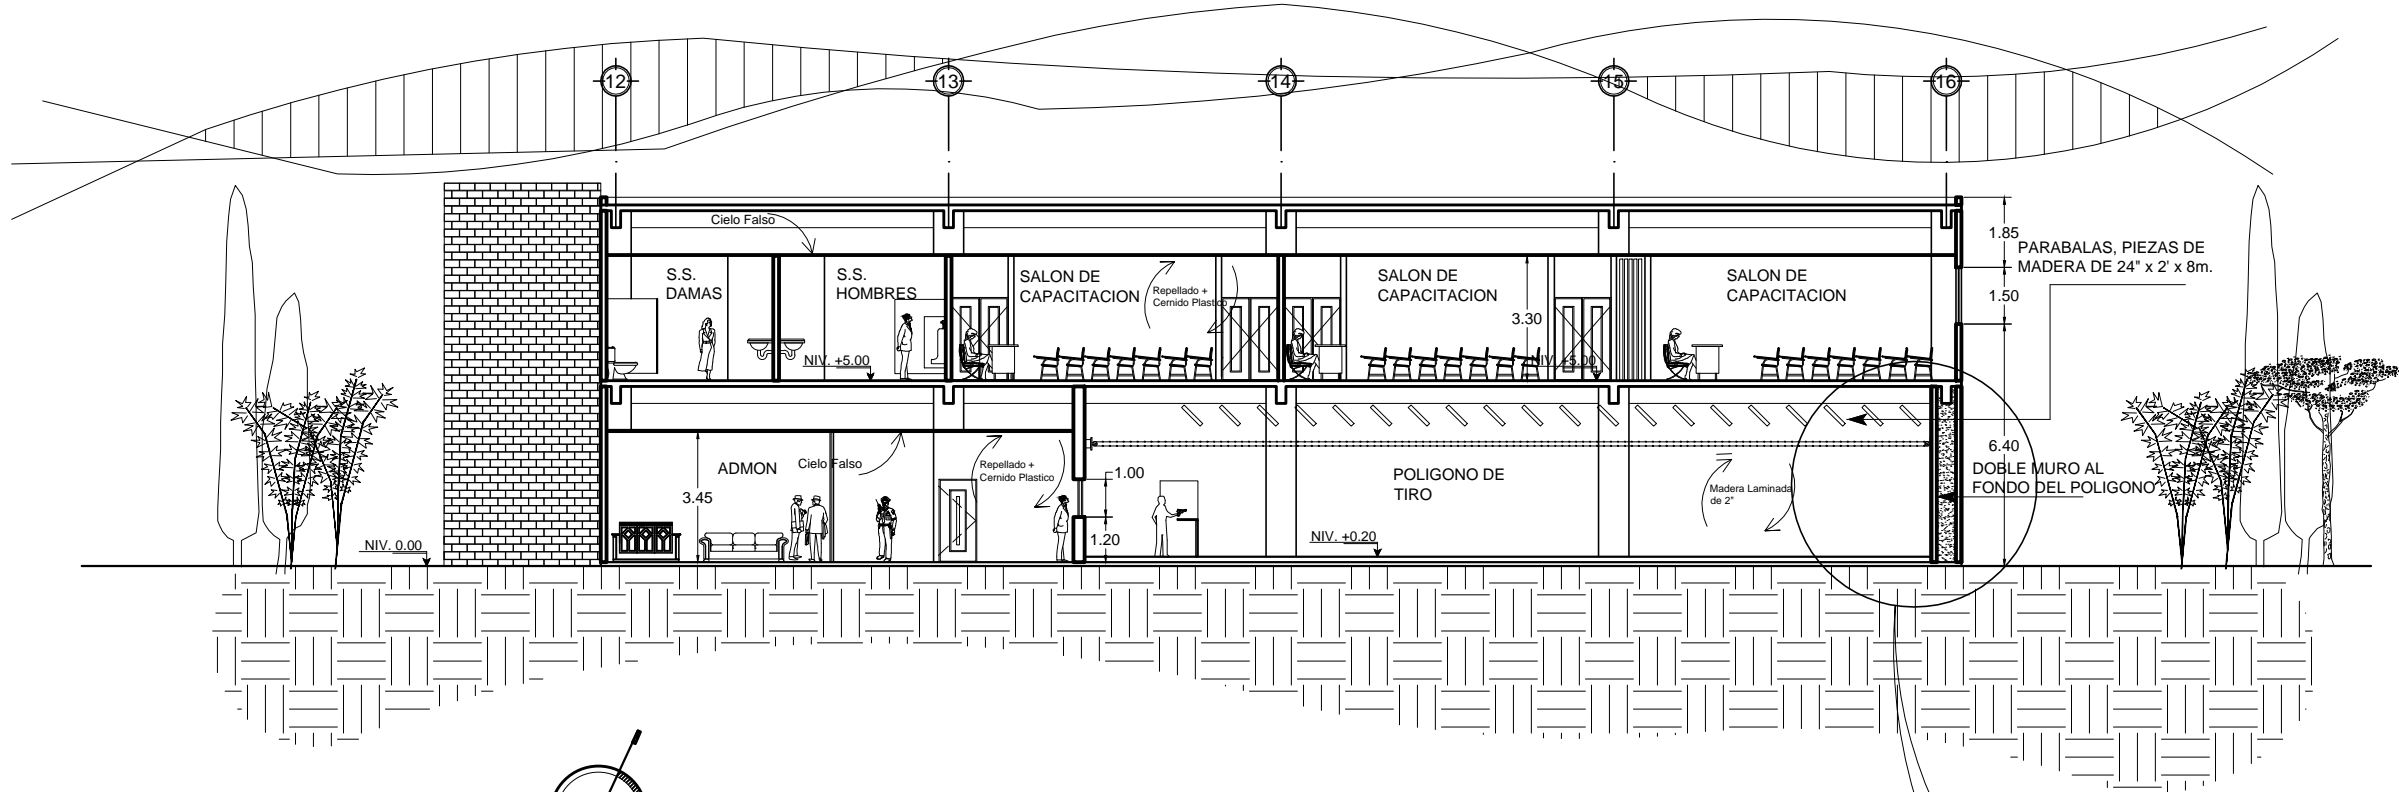 12
13
14
15
16
Cielo Falso
1.85
PARABALAS, PIEZAS DE
MADERA DE 24" x 2' x 8m.
S.S.
DAMAS
S.S.
HOMBRES
SALON DE
CAPACITACION
Repellado +
Cernido Plastico
SALON DE
CAPACITACION
SALON DE
CAPACITACION
1.50
3.30
NIV. +5.00
NIV. +5.00
6.40
ADMON
Cielo Falso
Repellado +
Cernido Plastico
1.00
POLIGONO DE
TIRO
Madera Laminada
de 2"
DOBLE MURO AL
FONDO DEL POLIGONO
3.45
1.20
NIV. +0.20
NIV. 0.00